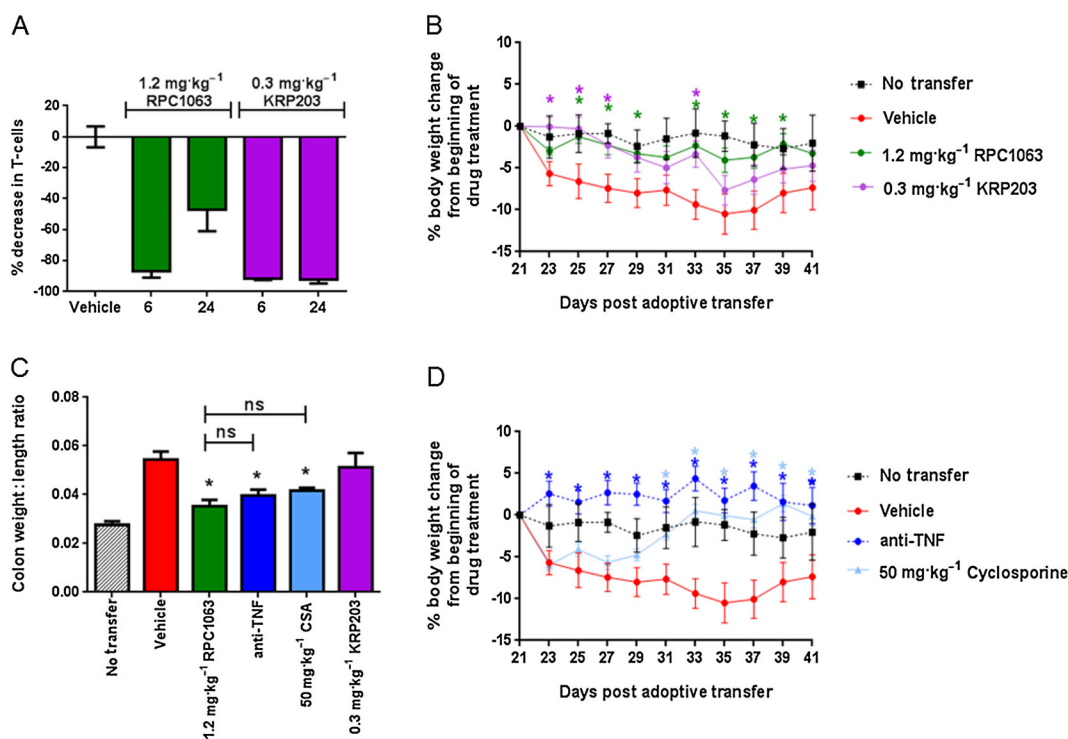 A
1.2 mg·kg⁻¹
RPC1063
0.3 mg·kg⁻¹
KRP203
% decrease in T-cells
20
0
-20
-40
-60
-80
-100
Vehicle
6
24
6
24
B
% body weight change
from beginning of
drug treatment
10
5
0
-5
-10
-15
* * * *
* * * * * * *
21 23 25 27 29 31 33 35 37 39 41
Days post adoptive transfer
No transfer
Vehicle
1.2 mg·kg⁻¹ RPC1063
0.3 mg·kg⁻¹ KRP203
C
Colon weight:length ratio
0.08
0.06
0.04
0.02
0.00
ns
ns
* * *
No transfer
Vehicle
1.2 mg·kg⁻¹ RPC1063
anti-TNF
50 mg·kg⁻¹ CSA
0.3 mg·kg⁻¹ KRP203
D
% body weight change
from beginning of
drug treatment
10
5
0
-5
-10
-15
* * * * *
* * * * * * * * * *
21 23 25 27 29 31 33 35 37 39 41
Days post adoptive transfer
No transfer
Vehicle
anti-TNF
50 mg·kg⁻¹ Cyclosporine